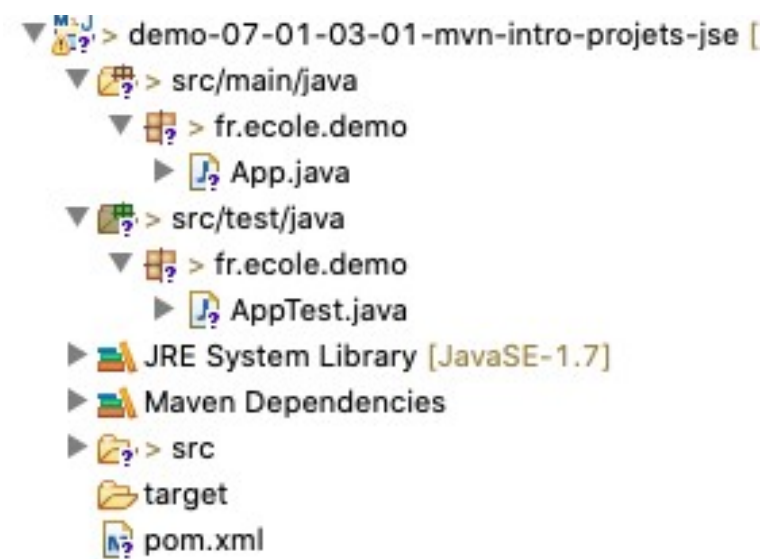 > demo-07-01-03-01-mvn-intro-projets-jse [
> src/main/java
> fr.ecole.demo
App.java
> src/test/java
> fr.ecole.demo
AppTest.java
JRE System Library [JavaSE-1.7]
Maven Dependencies
> src
target
pom.xml